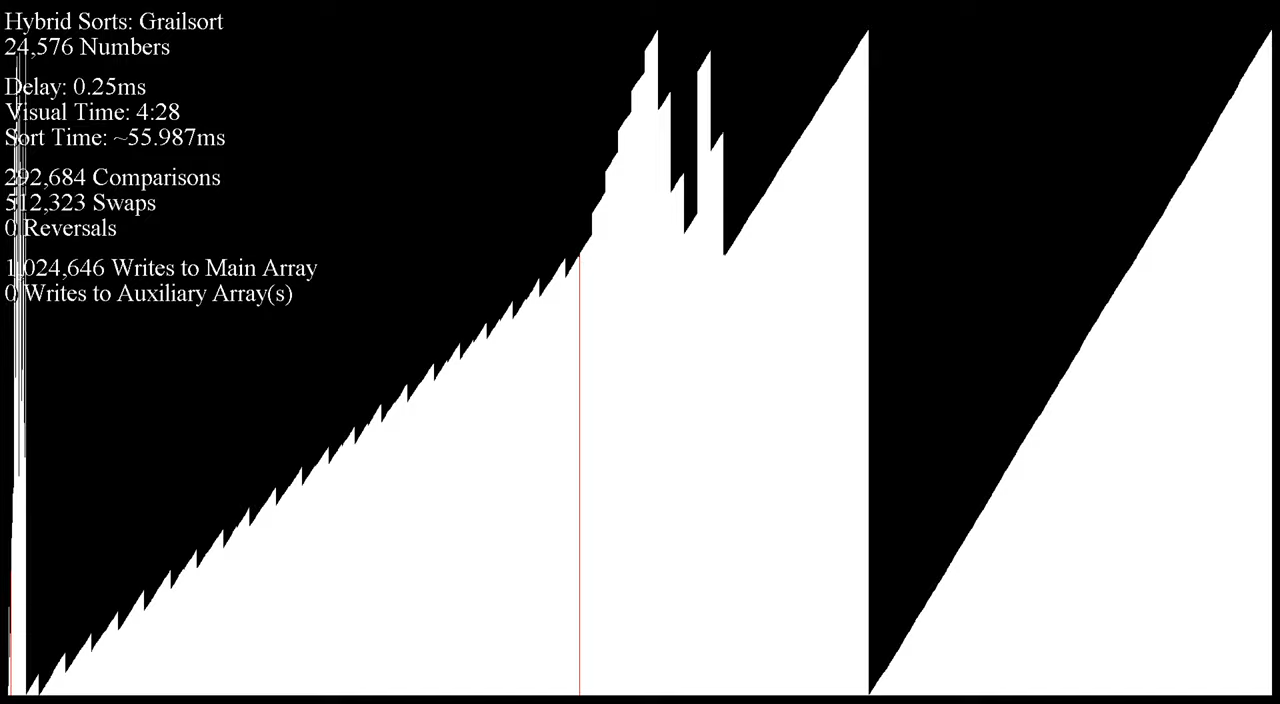 Hybrid Sorts: Grailsort
24,576 Numbers
Delay: 0.25ms
Visual Time: 4:28
Sort Time: ~55.987ms
292,684 Comparisons
512,323 Swaps
0 Reversals
1,024,646 Writes to Main Array
0 Writes to Auxiliary Array(s)